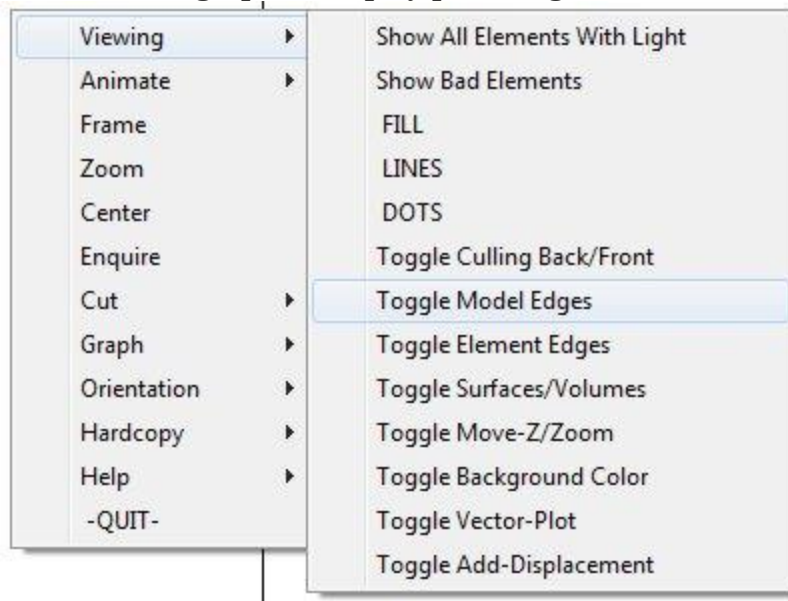 Viewing
Animate
Frame
Zoom
Center
Enquire
Cut
Graph
Orientation
Hardcopy
Help
-QUIT-
Show All Elements With Light
Show Bad Elements
FILL
LINES
DOTS
Toggle Culling Back/Front
Toggle Model Edges
Toggle Element Edges
Toggle Surfaces/Volumes
Toggle Move-Z/Zoom
Toggle Background Color
Toggle Vector-Plot
Toggle Add-Displacement